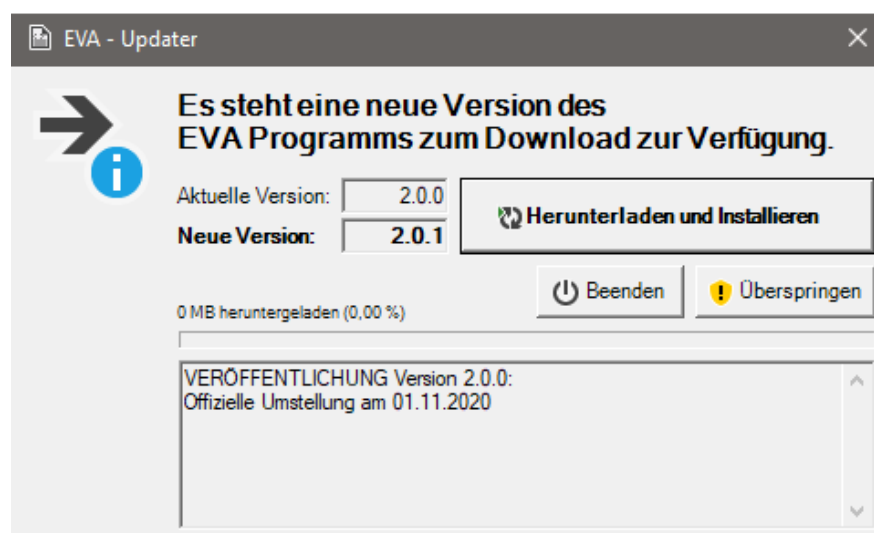 EVA - Updater
Es steht eine neue Version des
EVA Programms zum Download zur Verfügung.
Aktuelle Version: 2.0.0
Neue Version: 2.0.1
Herunterladen und Installieren
Beenden
Überspringen
0 MB heruntergeladen (0,00 %)
VERÖFFENTLICHUNG Version 2.0.0:
Offizielle Umstellung am 01.11.2020